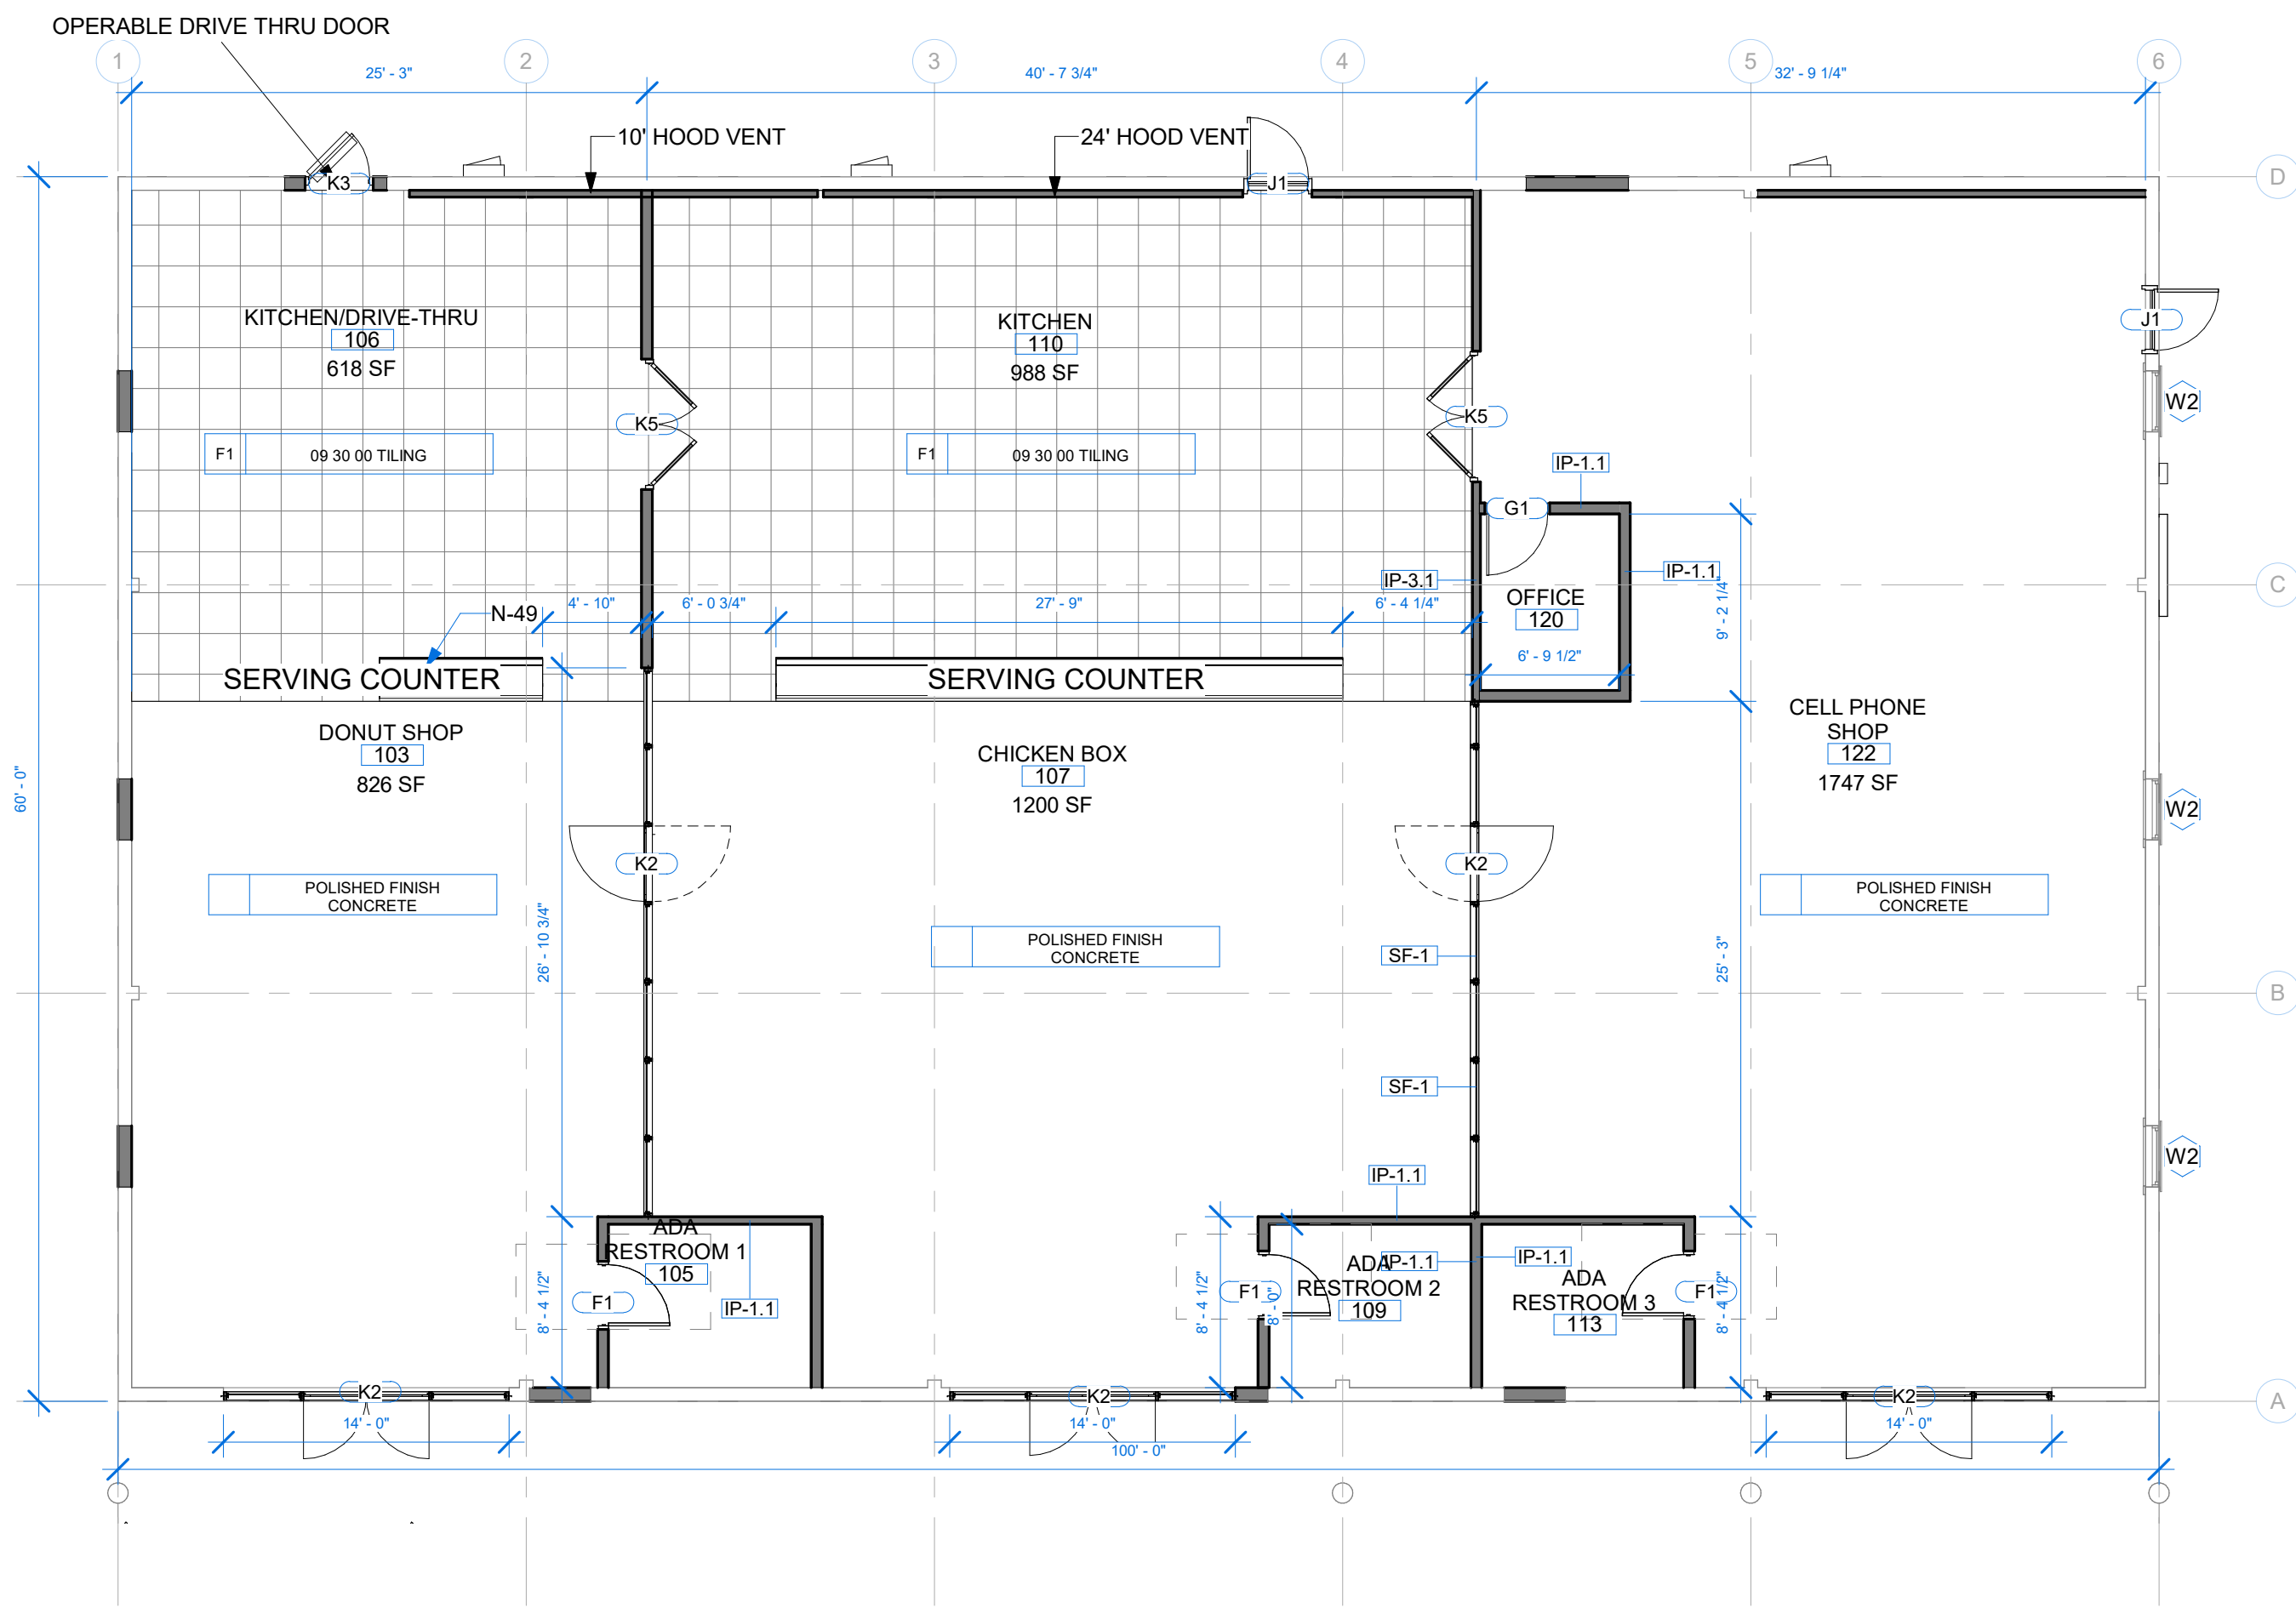 OPERABLE DRIVE THRU DOOR
1
2
3
4
5
6
25' - 3"
40' - 7 3/4"
32' - 9 1/4"
10' HOOD VENT
24' HOOD VENT
K3
J1
D
KITCHEN/DRIVE-THRU
106
618 SF
KITCHEN
110
988 SF
J1
W2
K5
K5
F1
09 30 00 TILING
F1
09 30 00 TILING
IP-1.1
G1
IP-3.1
IP-1.1
C
OFFICE
120
9' - 2 1/4"
N-49
4' - 10"
6' - 0 3/4"
27' - 9"
6' - 4 1/4"
6' - 9 1/2"
SERVING COUNTER
SERVING COUNTER
DONUT SHOP
103
826 SF
CHICKEN BOX
107
1200 SF
CELL PHONE
SHOP
122
1747 SF
60' - 0"
W2
K2
K2
POLISHED FINISH
CONCRETE
POLISHED FINISH
CONCRETE
POLISHED FINISH
CONCRETE
26' - 10 3/4"
SF-1
25' - 3"
B
SF-1
W2
IP-1.1
ADA
RESTROOM 1
105
IP-1.1
F1
8' - 4 1/2"
8' - 4 1/2"
F1
8' - 0"
ADA
RESTROOM 2
109
IP-1.1
IP-1.1
ADA
RESTROOM 3
113
F1
8' - 4 1/2"
K2
K2
K2
A
14' - 0"
14' - 0"
14' - 0"
100' - 0"